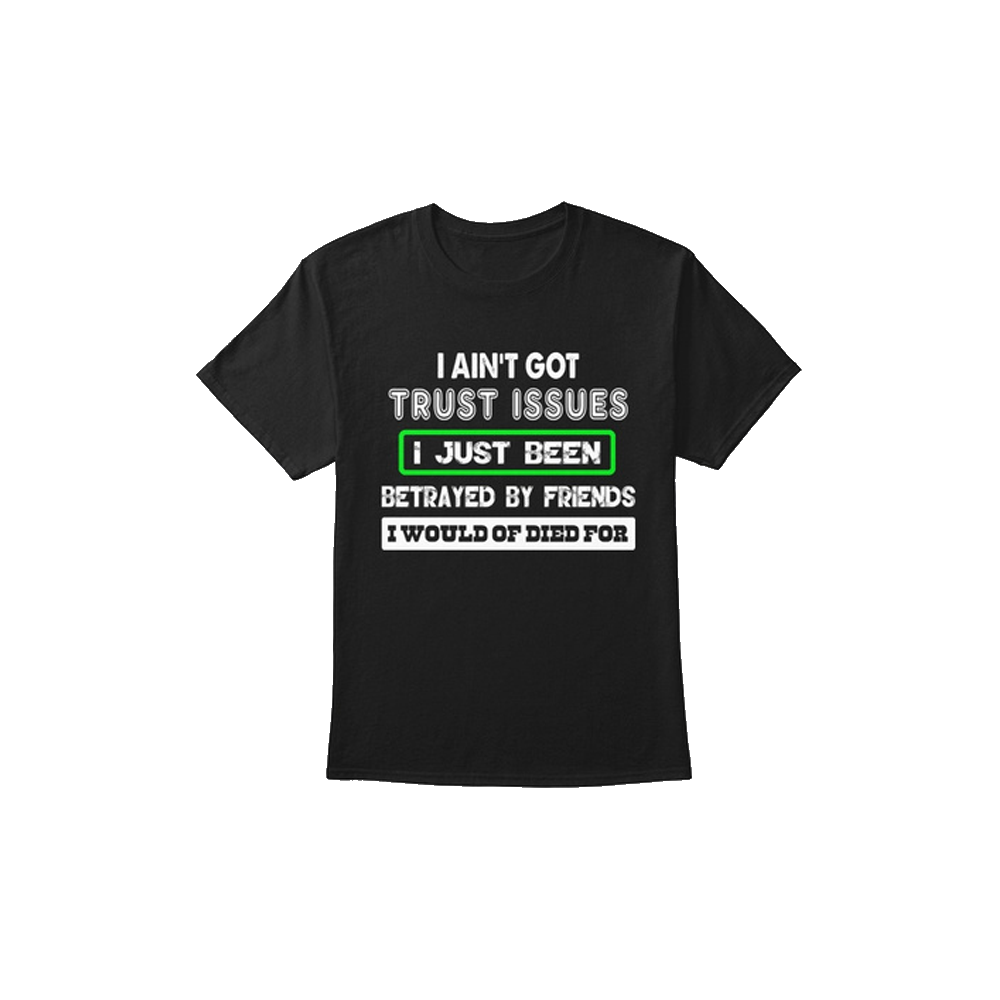 I AIN'T GOT
TRUST ISSUES
I JUST BEEN
BETRAYED BY FRIENDS
I WOULD OF DIED FOR